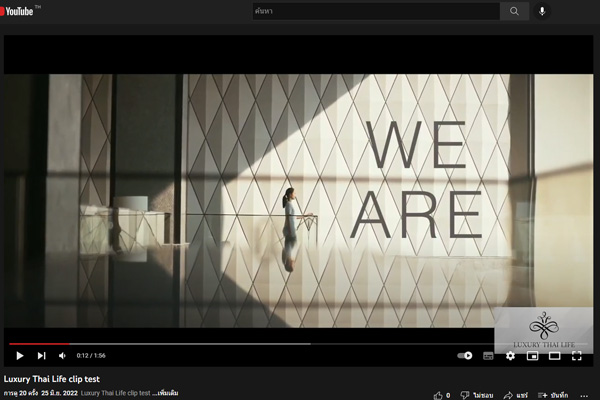 YouTube TH
ค้นหา
WE
ARE
LUXURY THAI LIFE
0:12 / 1:56
Luxury Thai Life clip test
การดู 20 ครั้ง 25 มิ.ย. 2022 Luxury Thai Life clip test ...เพิ่มเติม
0 ไม่ชอบ แชร์ บันทึก ...